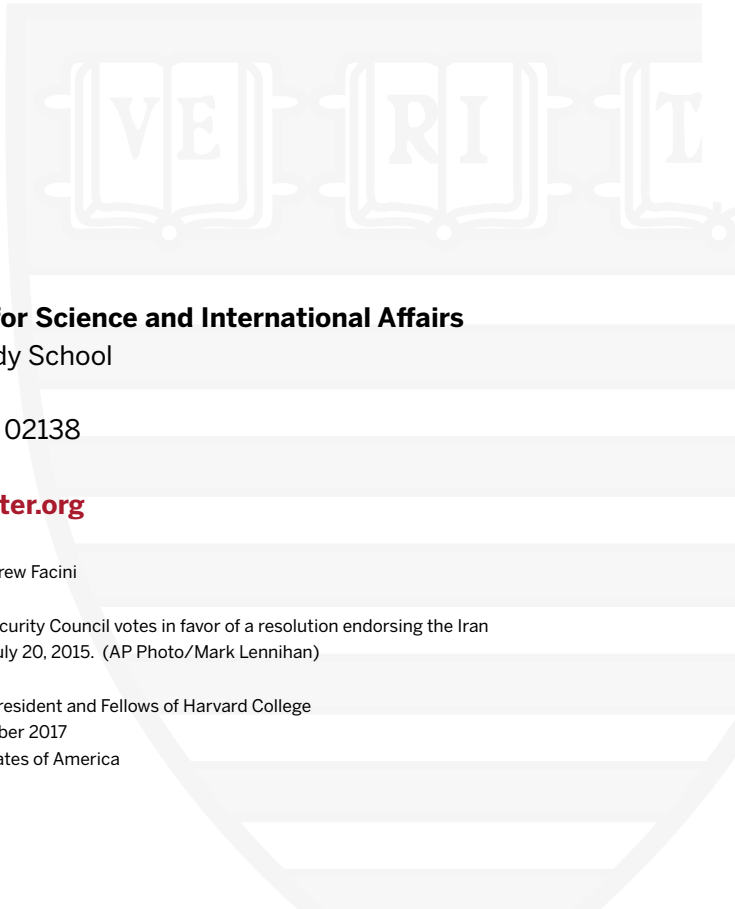 VE RI T
for Science and International Affairs
dy School
02138
ter.org
rew Facini
curity Council votes in favor of a resolution endorsing the Iran
uly 20, 2015. (AP Photo/Mark Lennihan)
resident and Fellows of Harvard College
ber 2017
ates of America